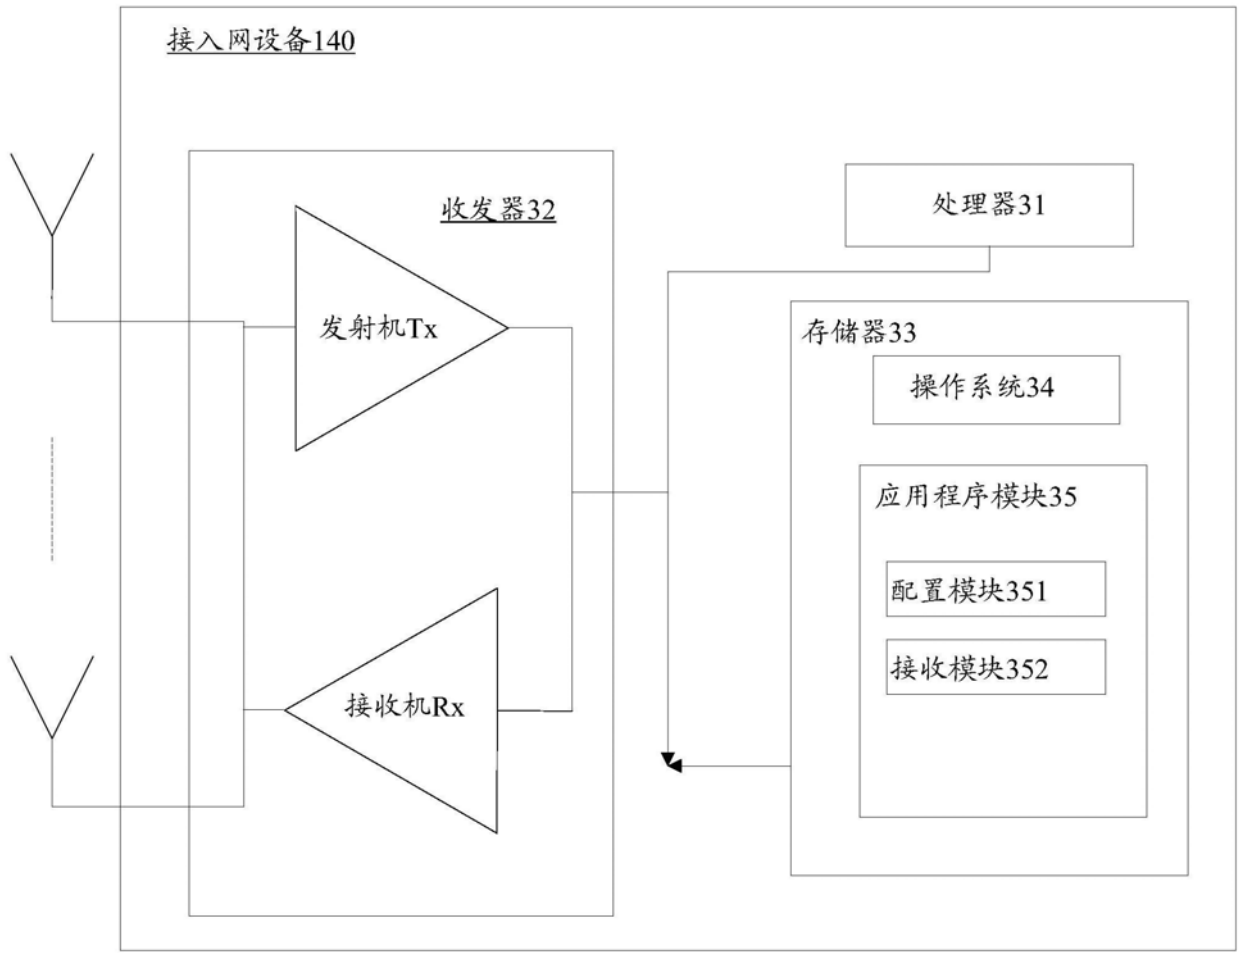 接入网设备140
收发器32
发射机Tx
接收机Rx
处理器31
存储器33
操作系统34
应用程序模块35
配置模块351
接收模块352